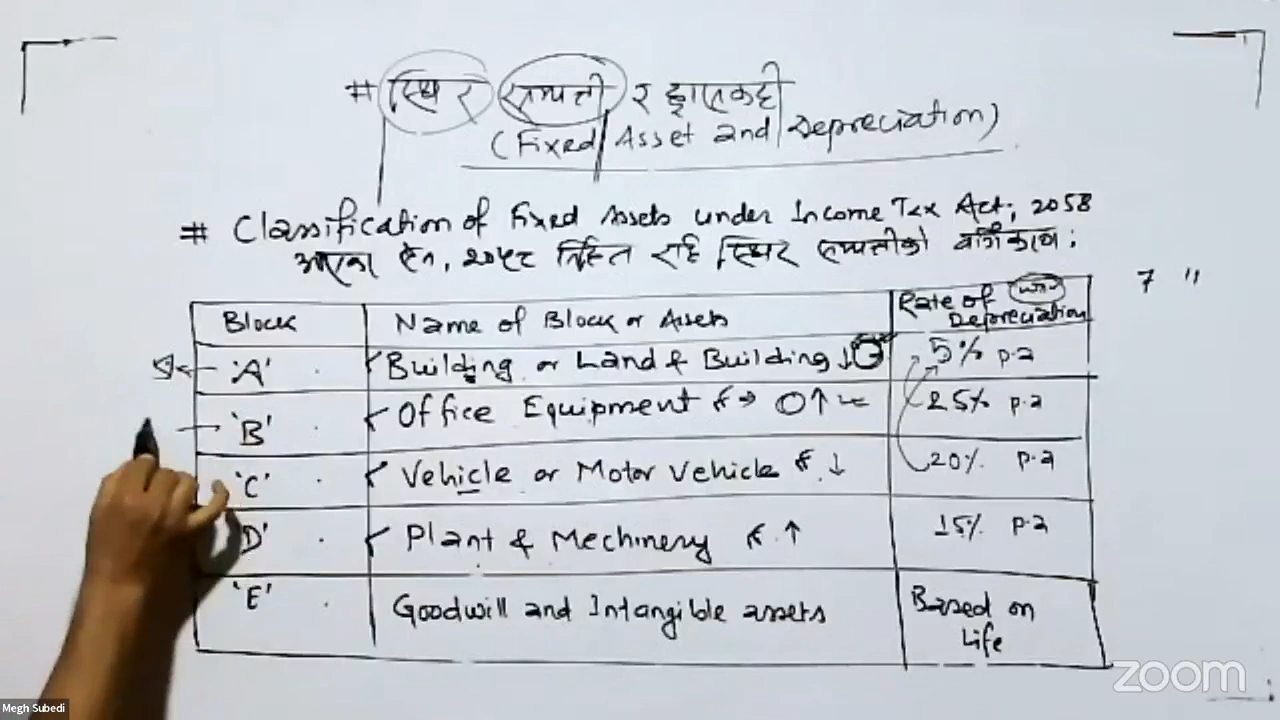 # स्थिर सम्पत्ती र ह्रासकट्टी
(Fixed Asset and Depreciation)
# Classification of Fixed Assets under Income Tax Act, 2058
आयकर ऐन, २०५८ निहित रहि स्थिर सम्पत्तीको वर्गिकरण :
7 "
Block Name of Block or Assets Rate of Depreciation
'A' Building or Land & Building 5% p.a
'B' Office Equipment 25% p.a
'C' Vehicle or Motor Vehicle 20% p.a
'D' Plant & Mechinery 15% p.a
'E' Goodwill and Intangible assets Based on
Life
zoom
Megh Subedi